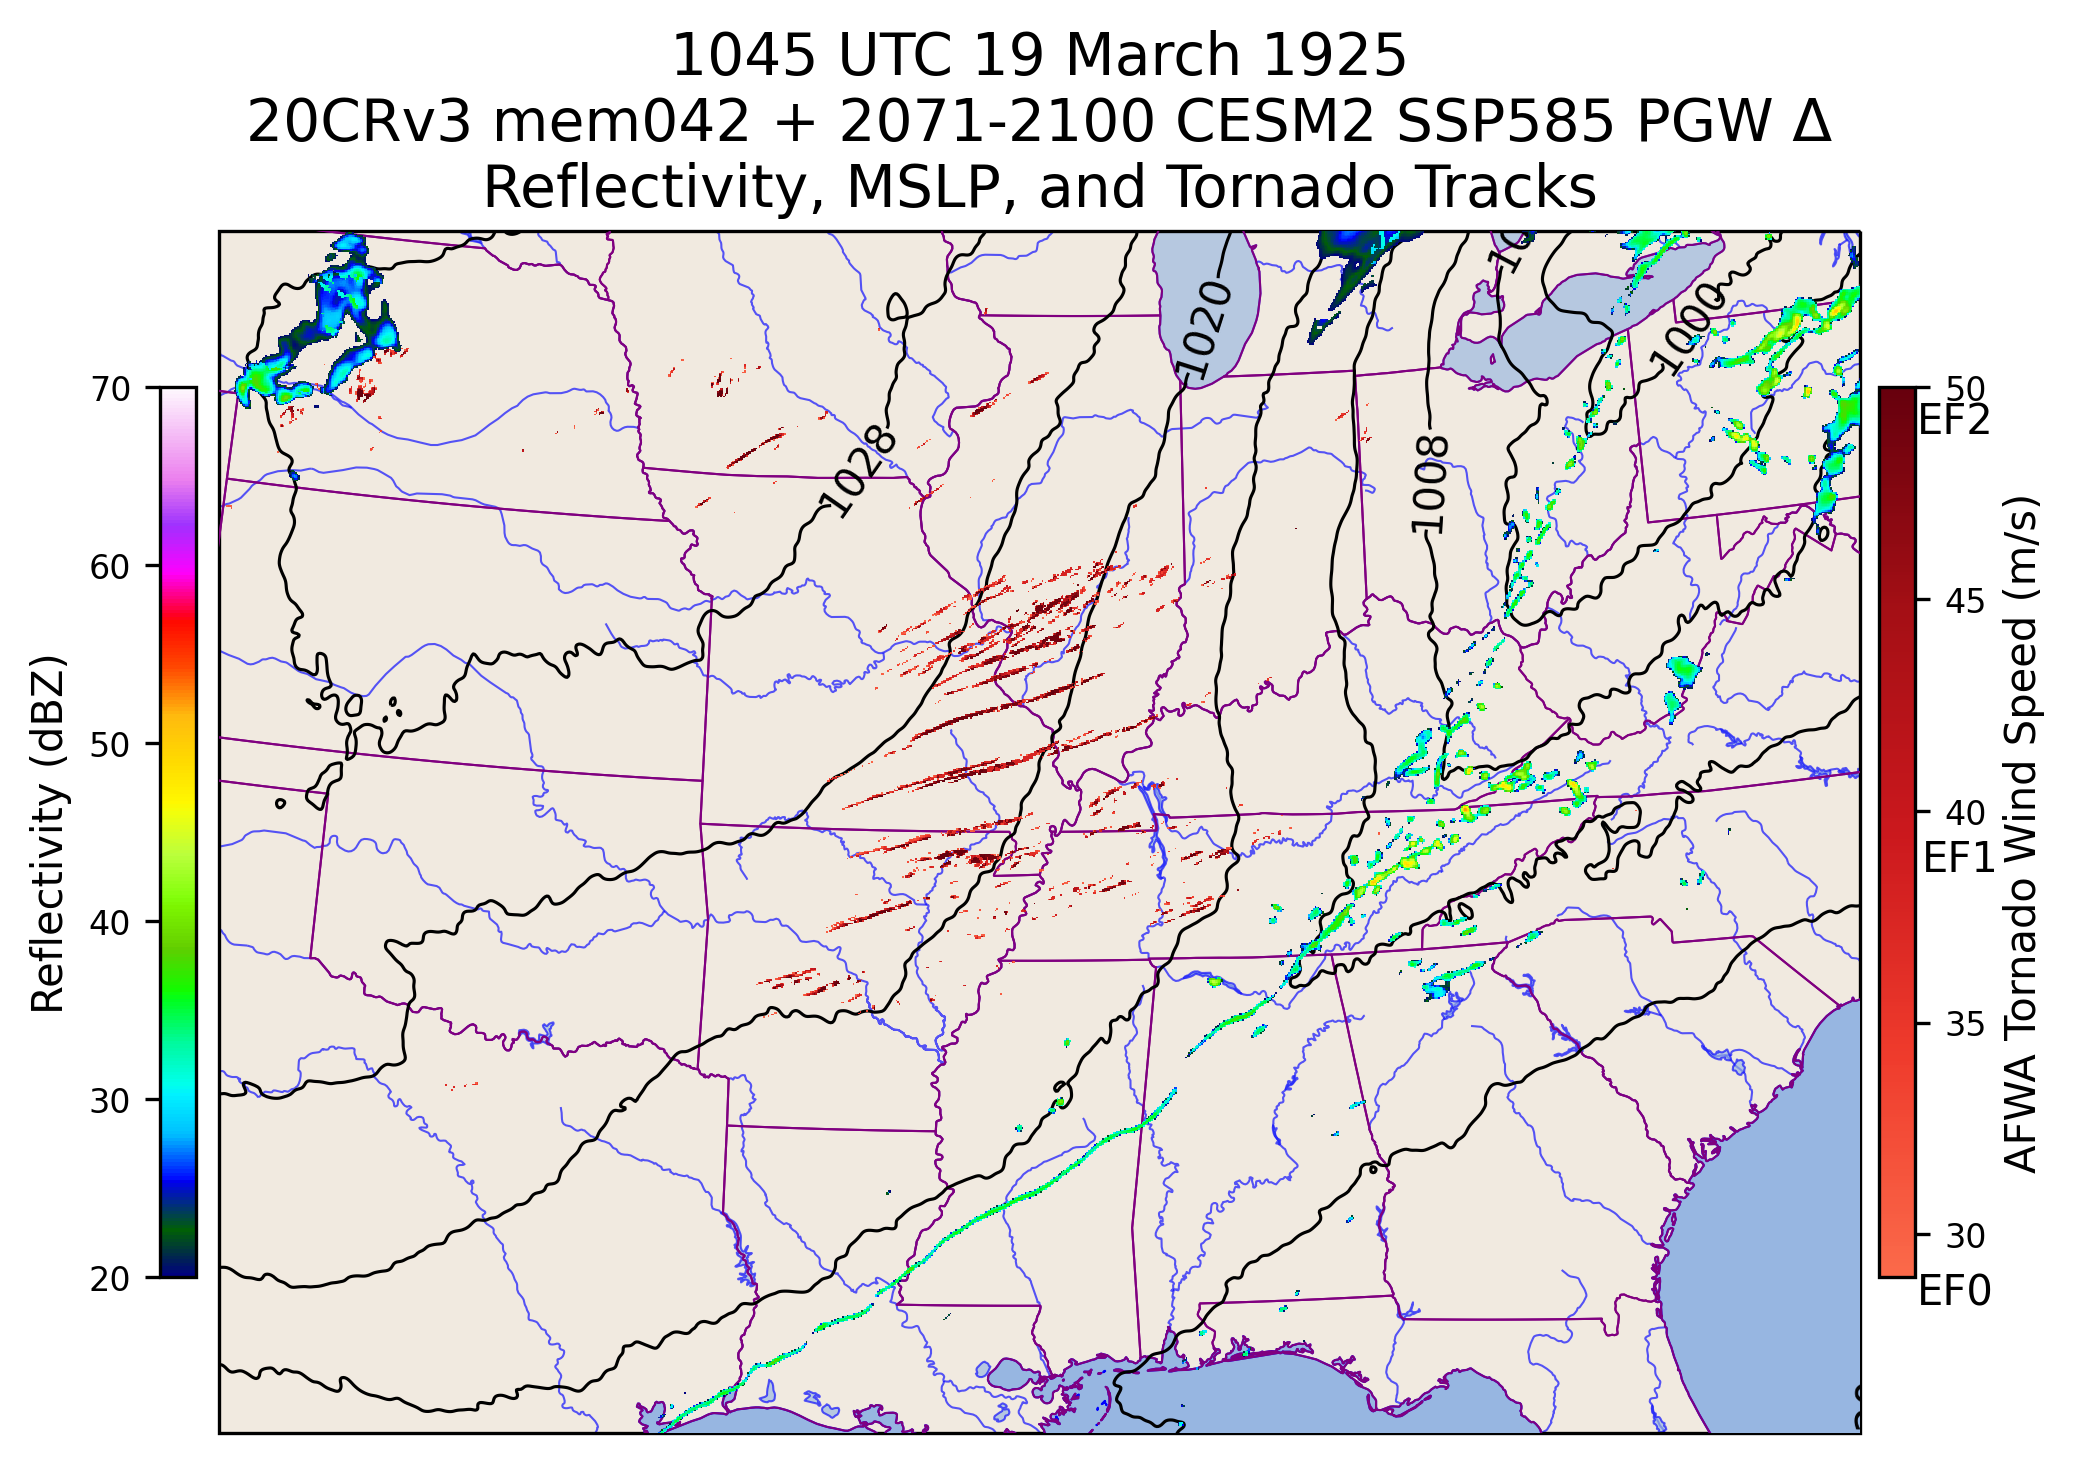 1045 UTC 19 March 1925
20CRv3 mem042 + 2071-2100 CESM2 SSP585 PGW Δ
Reflectivity, MSLP, and Tornado Tracks
70
60
50
40
30
20
Reflectivity (dBZ)
1028
1020
1008
10
1000
50
EF2
45
40
EF1
35
30
EF0
AFWA Tornado Wind Speed (m/s)